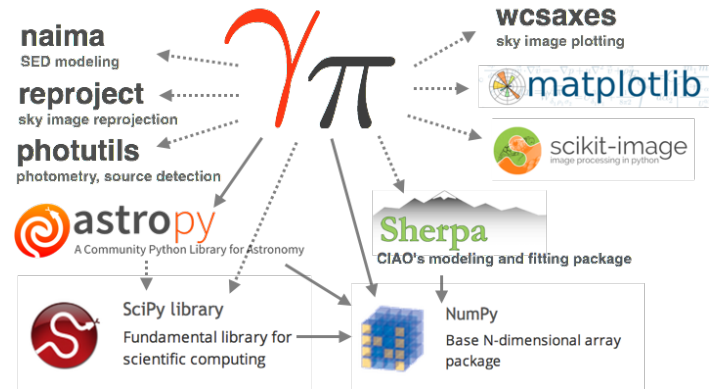 naima
SED modeling
reproject
sky image reprojection
photutils
photometry, source detection
γπ
wcsaxes
sky image plotting
matplotlib
scikit-image
image processing in python
astropy
A Community Python Library for Astronomy
Sherpa
CIAO's modeling and fitting package
SciPy library
Fundamental library for
scientific computing
NumPy
Base N-dimensional array
package